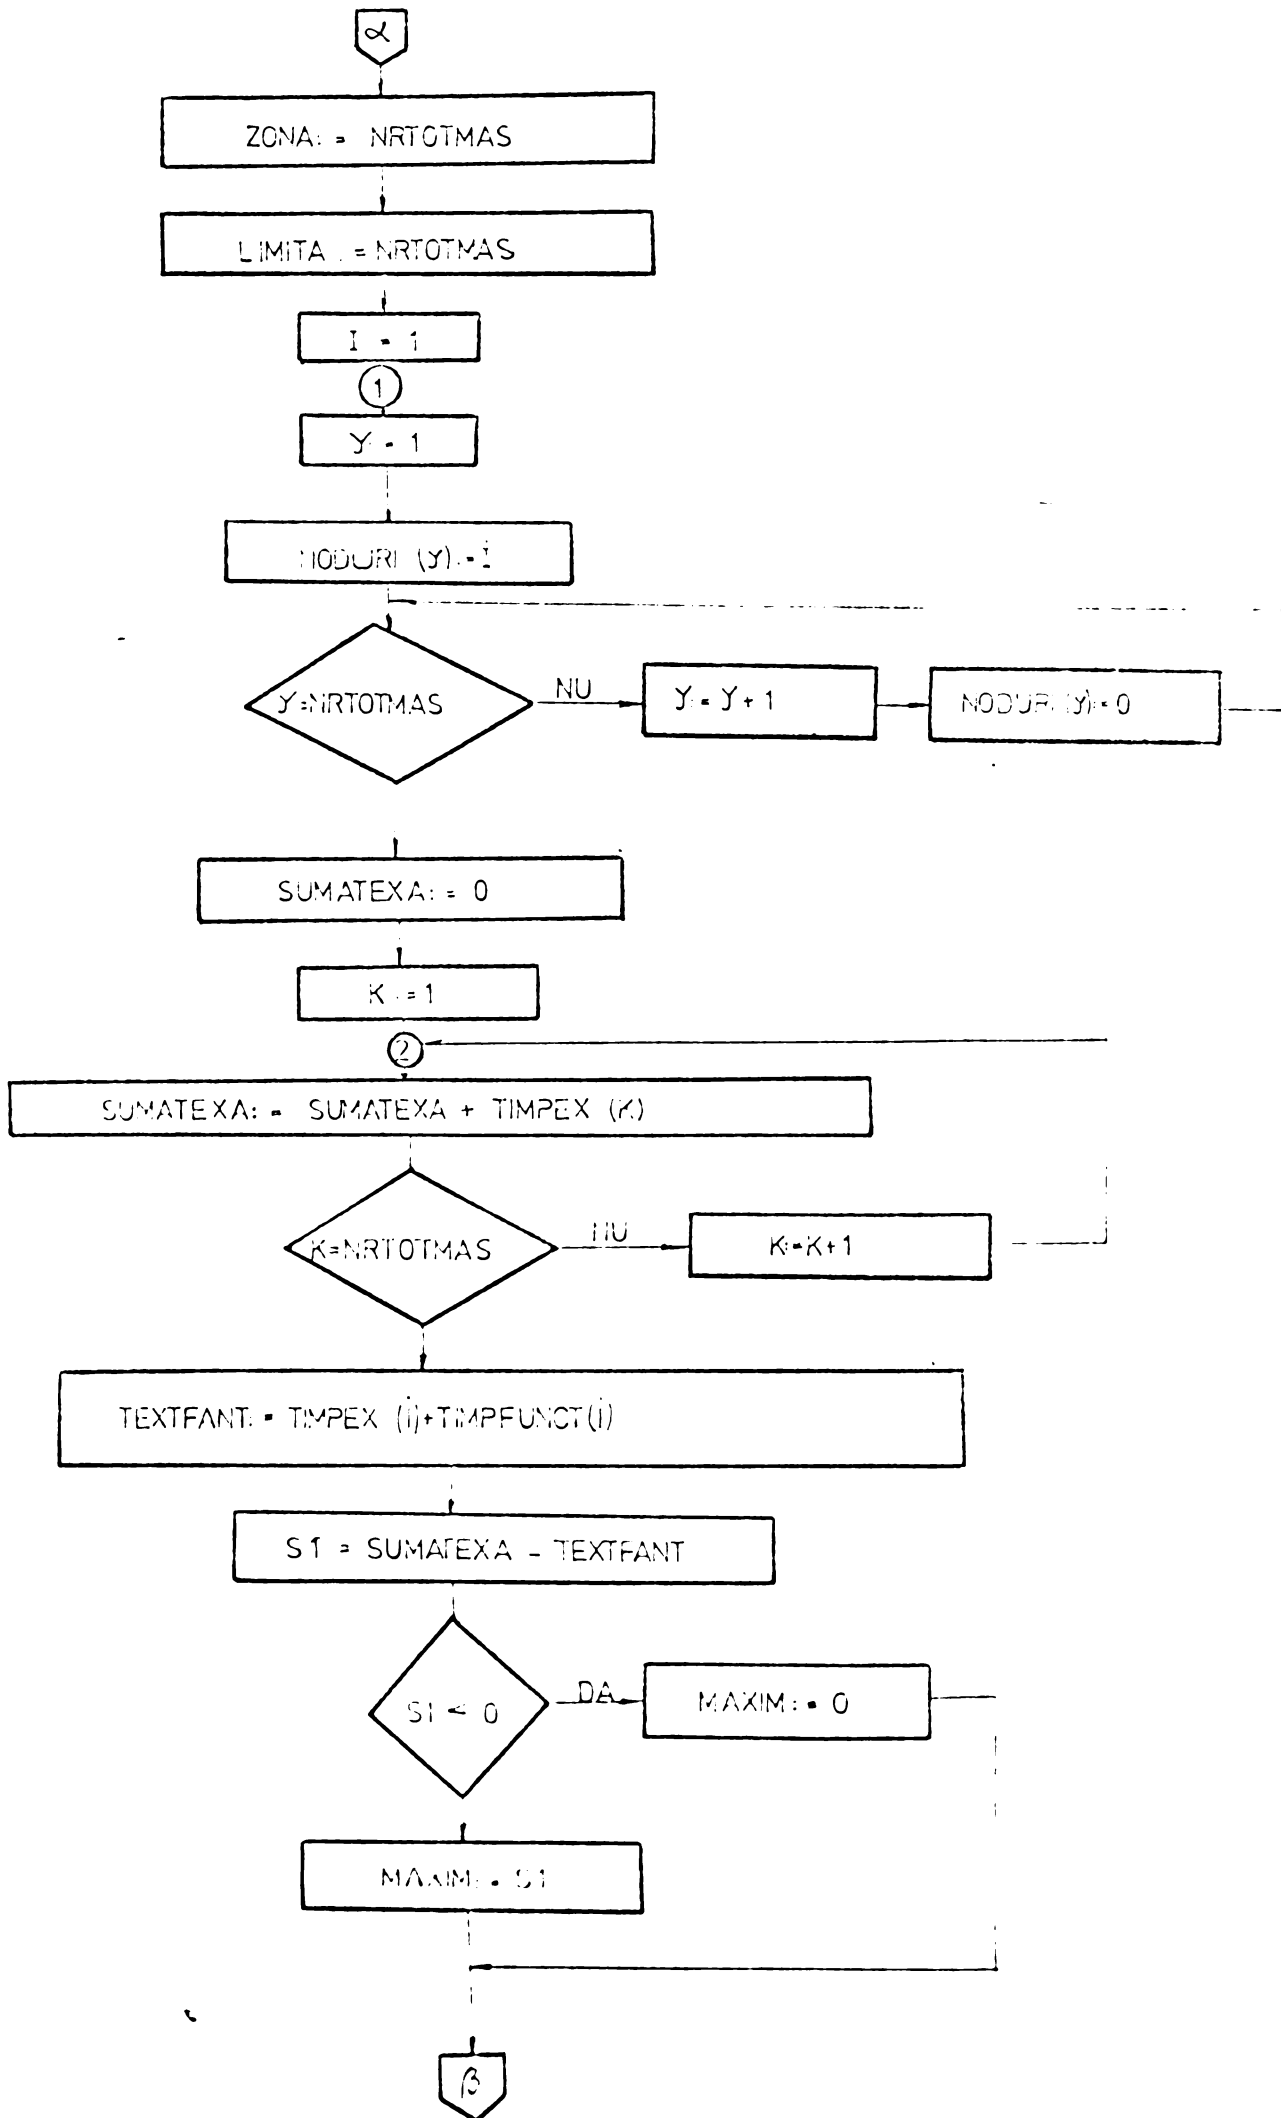 α
ZONA: = NRTOTMAS
LIMITA : = NRTOTMAS
I = 1
1
Y: = 1
NODURI (Y): = i
Y=NRTOTMAS
NU
Y: = Y + 1
NODURI (Y): = 0
SUMATEXA: = 0
K : = 1
2
SUMATEXA: = SUMATEXA + TIMPEX (K)
K=NRTOTMAS
NU
K: = K+1
TEXTFANT: = TIMPEX (i)+TIMPFUNCT(i)
S1 = SUMATEXA - TEXTFANT
S1 < 0
DA
MAXIM: = 0
MAXIM: = S1
β